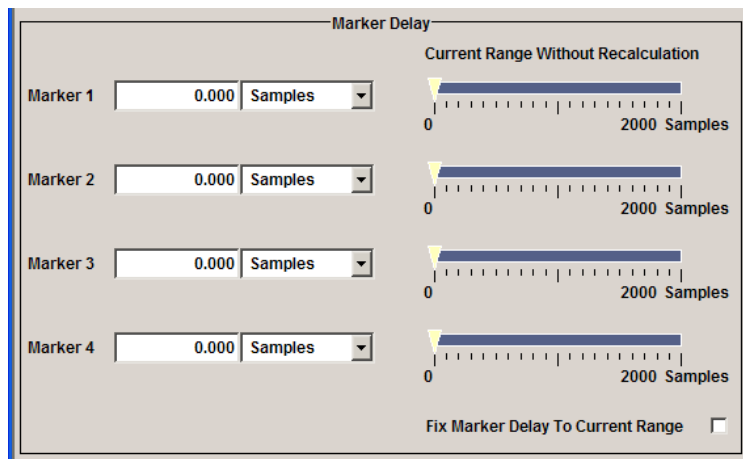 Marker Delay
Current Range Without Recalculation
Marker 1 0.000 Samples
0 2000 Samples
Marker 2 0.000 Samples
0 2000 Samples
Marker 3 0.000 Samples
0 2000 Samples
Marker 4 0.000 Samples
0 2000 Samples
Fix Marker Delay To Current Range